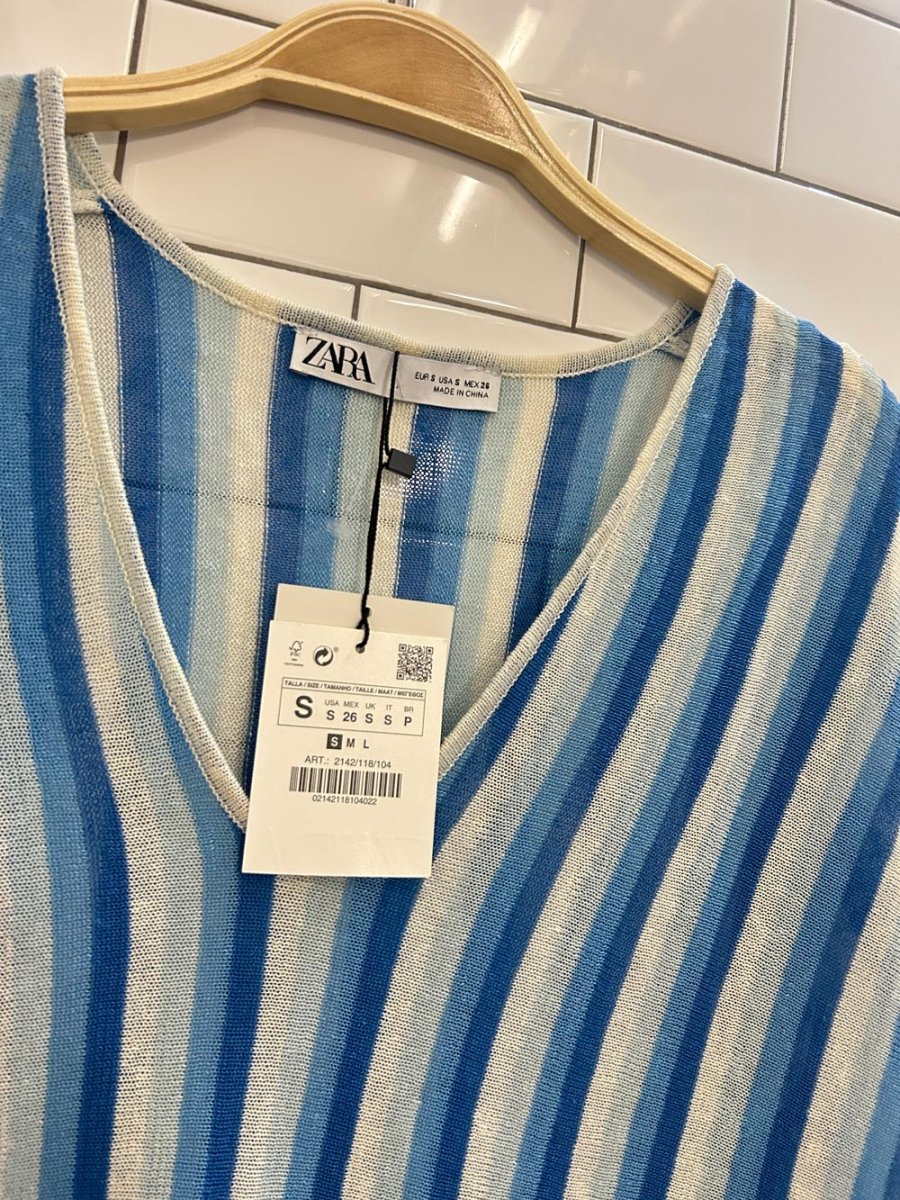 ZARA
EUR S USA S MEX 26
MADE IN CHINA
FSC
TALLA / SIZE / TAMANHO / TAILLE / MAAT / ΜΕΓΕΘΟΣ
S
USA MEX UK IT BR
S 26 S S P
S M L
ART.: 2142/118/104
02142118104022